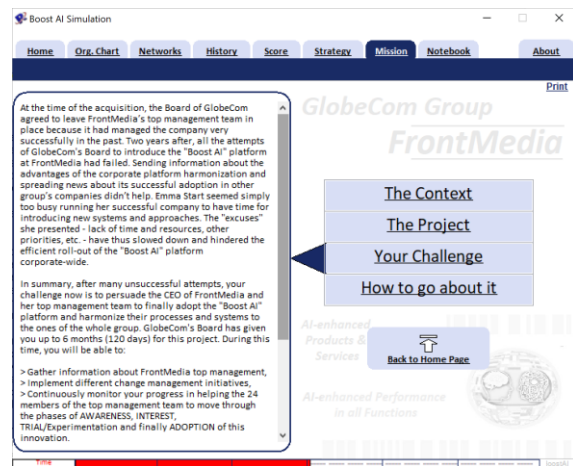 Boost AI Simulation
Home Org. Chart Networks History Score Strategy Mission Notebook About
Print
At the time of the acquisition, the Board of GlobeCom
agreed to leave FrontMedia's top management team in
place because it had managed the company very
successfully in the past. Two years after, all the attempts
of GlobeCom's Board to introduce the "Boost AI" platform
at FrontMedia had failed. Sending information about the
advantages of the corporate platform harmonization and
spreading news about its successful adoption in other
group's companies didn't help. Emma Start seemed simply
too busy running her successful company to have time for
introducing new systems and approaches. The "excuses"
she presented - lack of time and resources, other
priorities, etc. - have thus slowed down and hindered the
efficient roll-out of the "Boost AI" platform
corporate-wide.
In summary, after many unsuccessful attempts, your
challenge now is to persuade the CEO of FrontMedia and
her top management team to finally adopt the "Boost AI"
platform and harmonize their processes and systems to
the ones of the whole group. GlobeCom's Board has given
you up to 6 months (120 days) for this project. During this
time, you will be able to:
> Gather information about FrontMedia top management,
> Implement different change management initiatives,
> Continuously monitor your progress in helping the 24
members of the top management team to move through
the phases of AWARENESS, INTEREST,
TRIAL/Experimentation and finally ADOPTION of this
innovation.
GlobeCom Group
FrontMedia
The Context
The Project
Your Challenge
How to go about it
AI-enhanced
Products &
Services
Back to Home Page
AI-enhanced Performance
in all Functions
Time